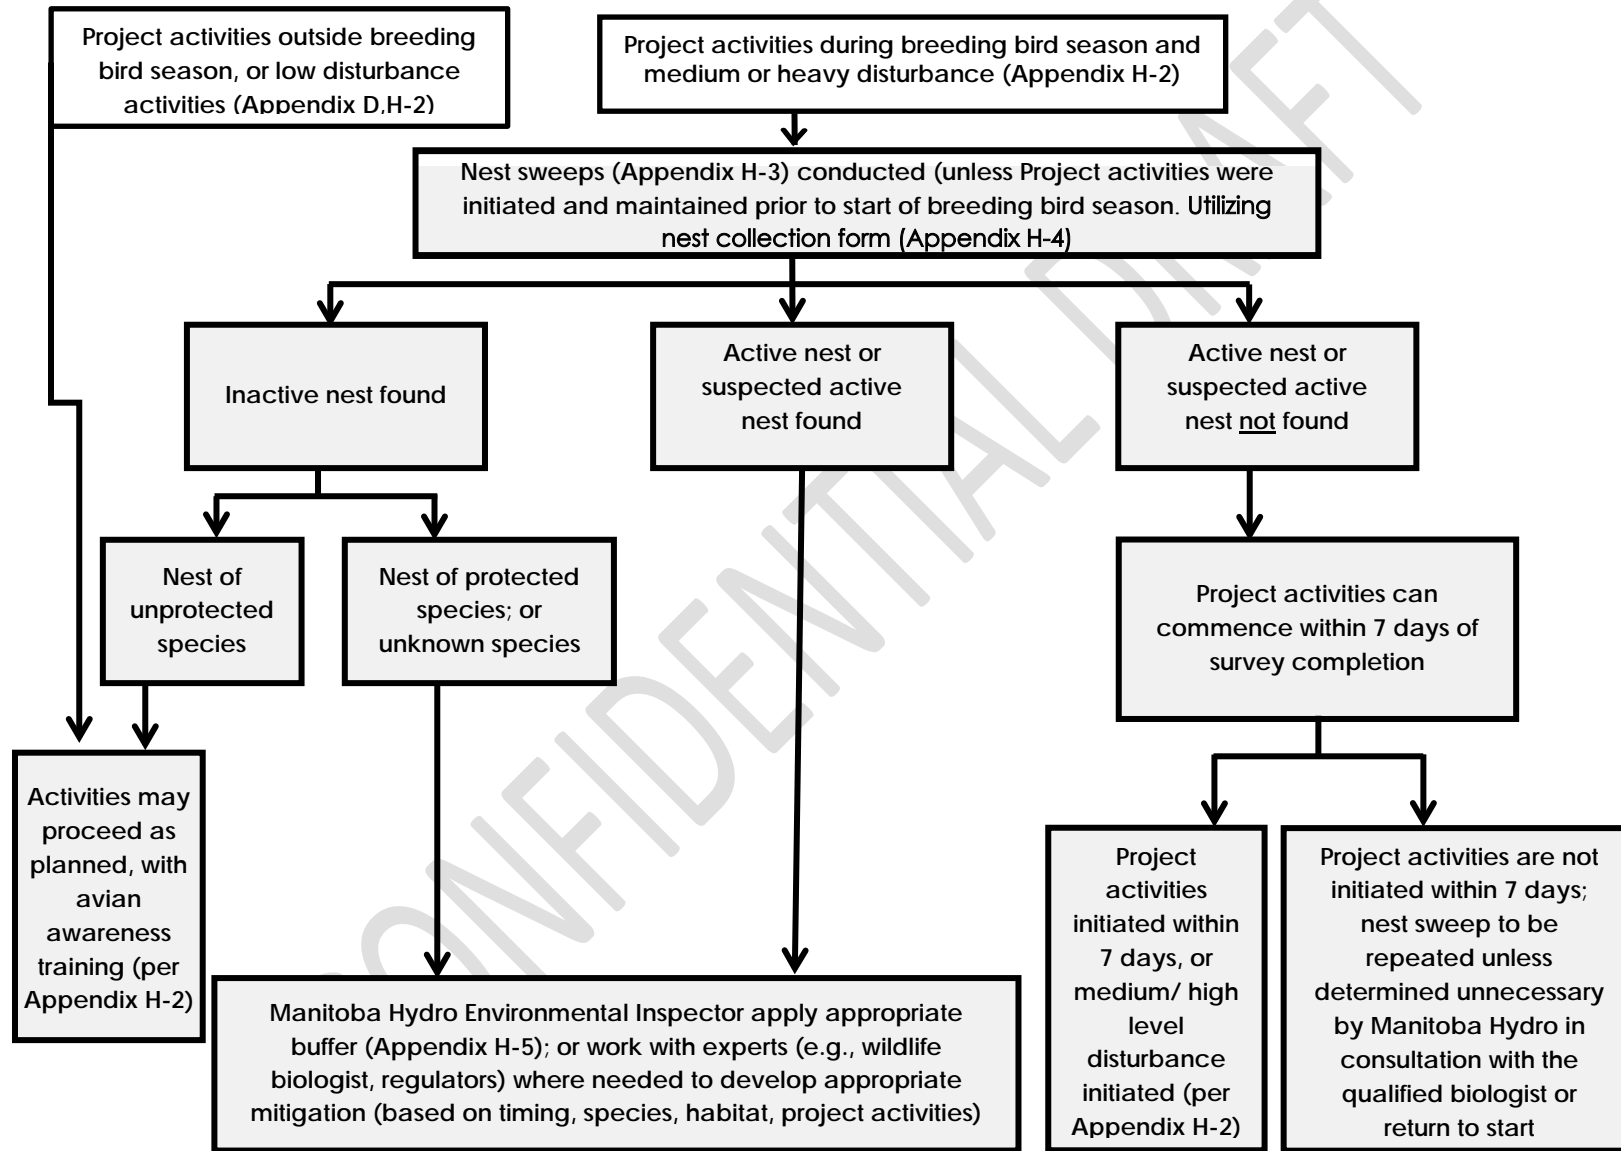 Project activities outside breeding
bird season, or low disturbance
activities (Appendix D,H-2)
Project activities during breeding bird season and
medium or heavy disturbance (Appendix H-2)
Nest sweeps (Appendix H-3) conducted (unless Project activities were
initiated and maintained prior to start of breeding bird season. Utilizing
nest collection form (Appendix H-4)
Inactive nest found
Active nest or
suspected active
nest found
Active nest or
suspected active
nest not found
Nest of
unprotected
species
Nest of protected
species; or
unknown species
Project activities can
commence within 7 days of
survey completion
Activities may
proceed as
planned, with
avian
awareness
training (per
Appendix H-2)
Manitoba Hydro Environmental Inspector apply appropriate
buffer (Appendix H-5); or work with experts (e.g., wildlife
biologist, regulators) where needed to develop appropriate
mitigation (based on timing, species, habitat, project activities)
Project
activities
initiated within
7 days, or
medium/ high
level
disturbance
initiated (per
Appendix H-2)
Project activities are not
initiated within 7 days;
nest sweep to be
repeated unless
determined unnecessary
by Manitoba Hydro in
consultation with the
qualified biologist or
return to start
CONFIDENTIAL DRAFT